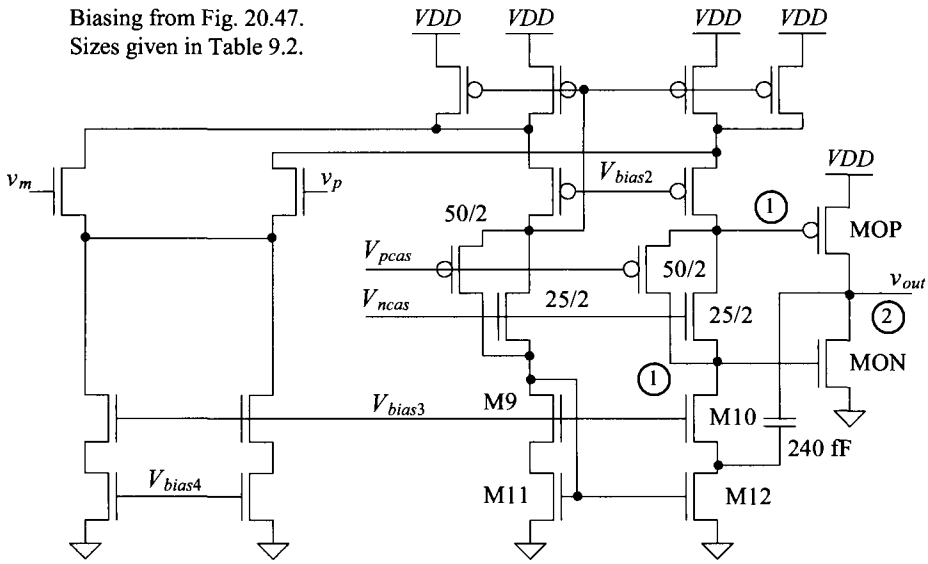 Biasing from Fig. 20.47.
Sizes given in Table 9.2.
VDD
VDD
VDD
VDD
VDD
v_m
v_p
V_bias2
1
MOP
50/2
50/2
V_pcas
V_ncas
25/2
25/2
v_out
2
1
MON
V_bias3
M9
M10
240 fF
V_bias4
M11
M12